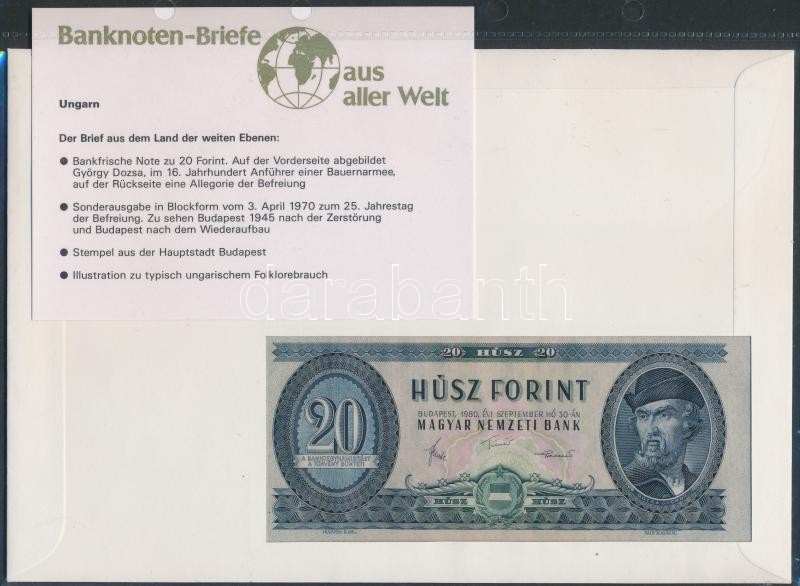 Banknoten-Briefe
aus
aller Welt
Ungarn
Der Brief aus dem Land der weiten Ebenen:
● Bankfrische Note zu 20 Forint. Auf der Vorderseite abgebildet
György Dozsa, im 16. Jahrhundert Anführer einer Bauernarmee,
auf der Rückseite eine Allegorie der Befreiung
● Sonderausgabe in Blockform vom 3. April 1970 zum 25. Jahrestag
der Befreiung. Zu sehen Budapest 1945 nach der Zerstörung
und Budapest nach dem Wiederaufbau
● Stempel aus der Hauptstadt Budapest
● Illustration zu typisch ungarischem Folklorebrauch
darabanth
20 HÚSZ 20
HÚSZ FORINT
BUDAPEST, 1980. ÉVI SZEPTEMBER HÓ 30-ÁN
MAGYAR NEMZETI BANK
20
A BANKJEGYHAMISÍTÁST
A TÖRVÉNY BÜNTETI
HÚSZ HÚSZ